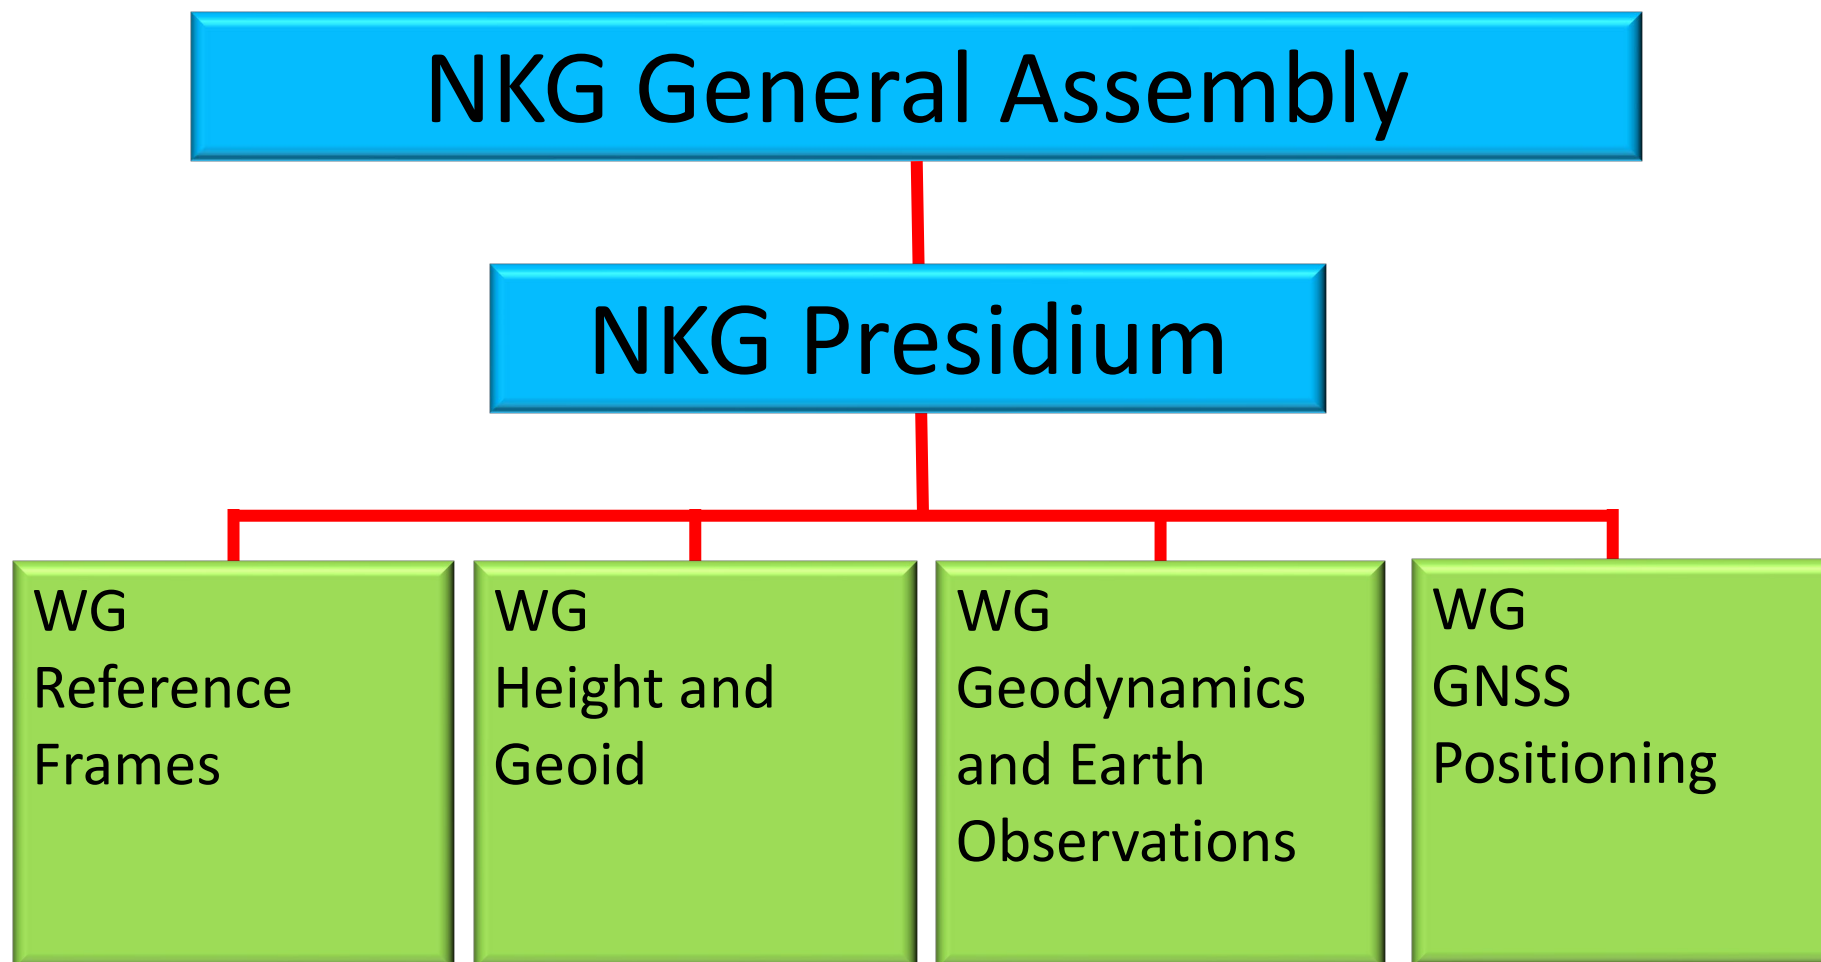 NKG General Assembly
NKG Presidium
WG
Reference
Frames
WG
Height and
Geoid
WG
Geodynamics
and Earth
Observations
WG
GNSS
Positioning